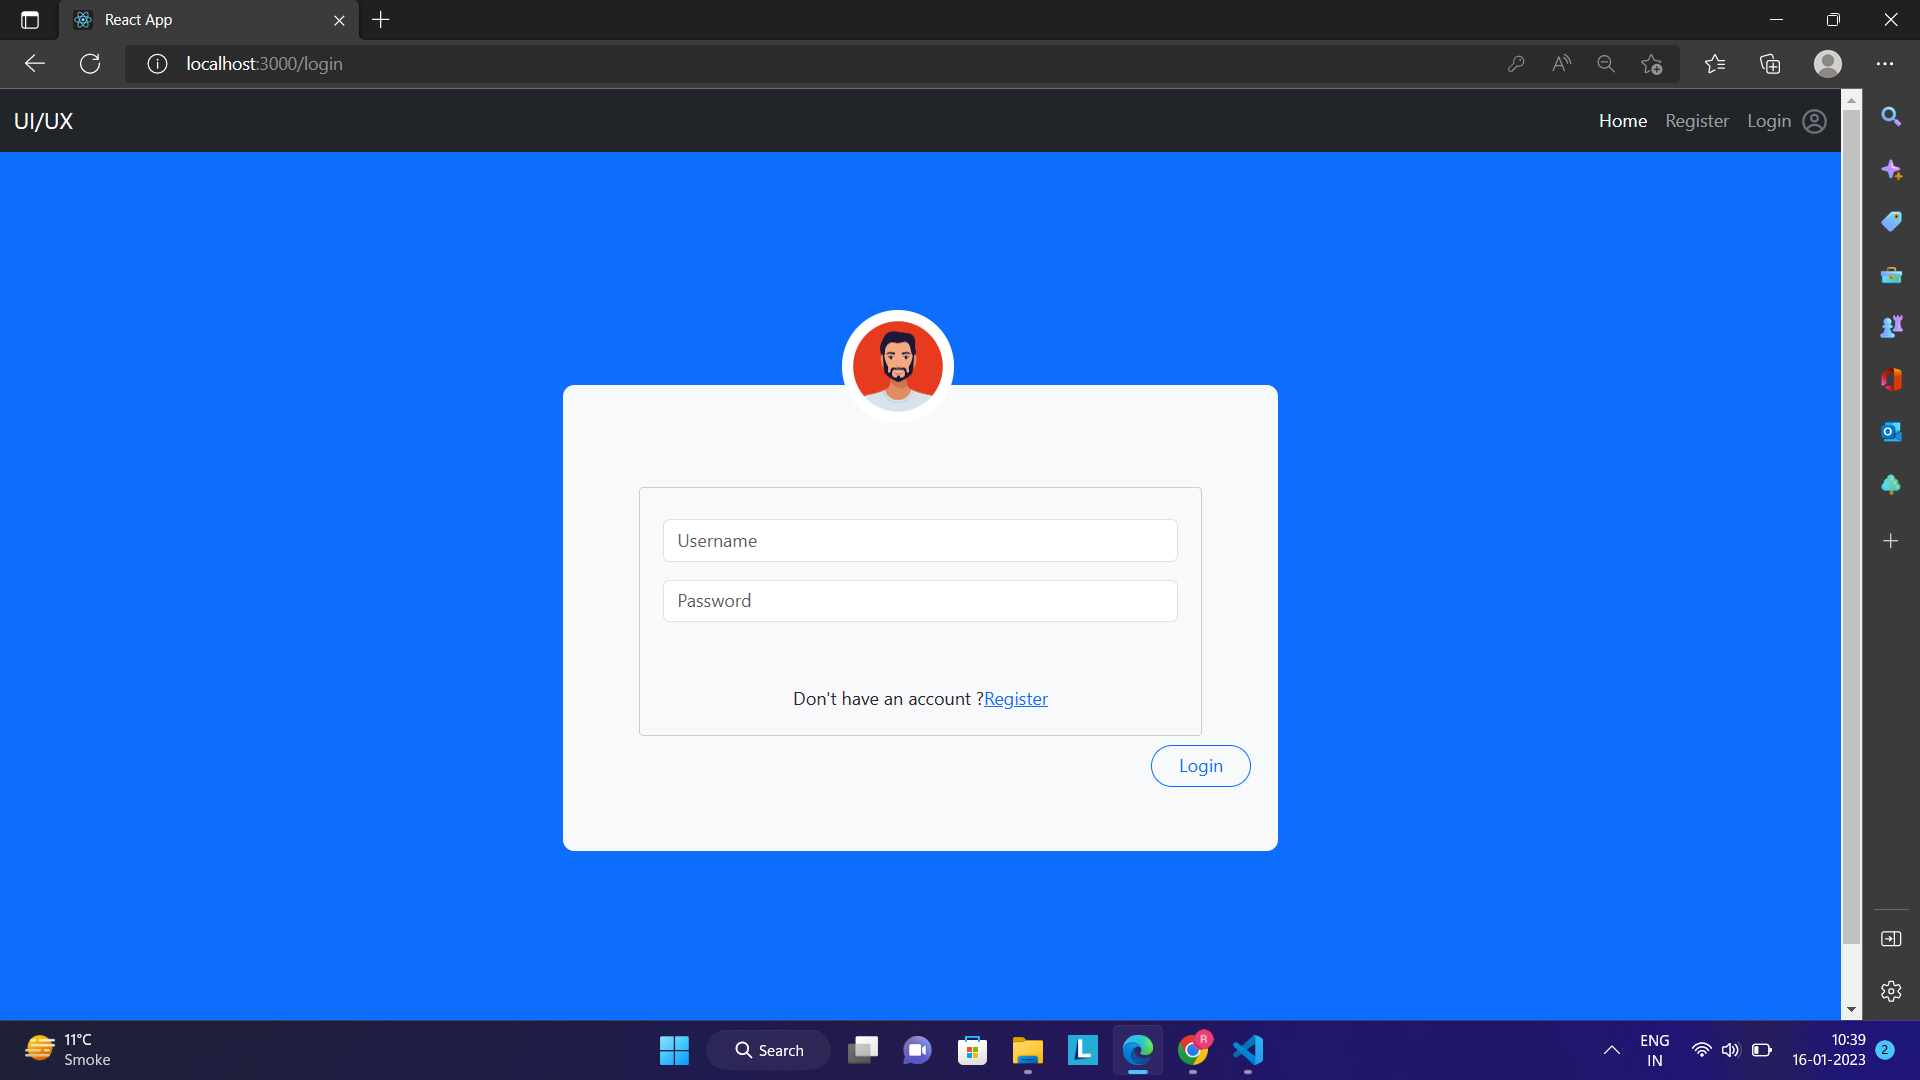 React App
localhost:3000/login
UI/UX
Home Register Login
Username
Password
Don't have an account ?Register
Login
11°C
Smoke
Search
L
R
ENG
IN
10:39
16-01-2023
2